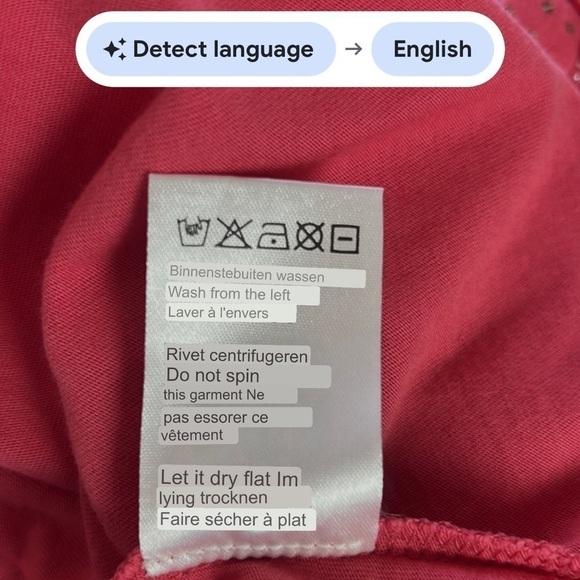 Detect language → English
Binnenstebuiten wassen
Wash from the left
Laver à l'envers
Rivet centrifugeren
Do not spin
this garment Ne
pas essorer ce
vêtement
Let it dry flat Im
lying trocknen
Faire sécher à plat